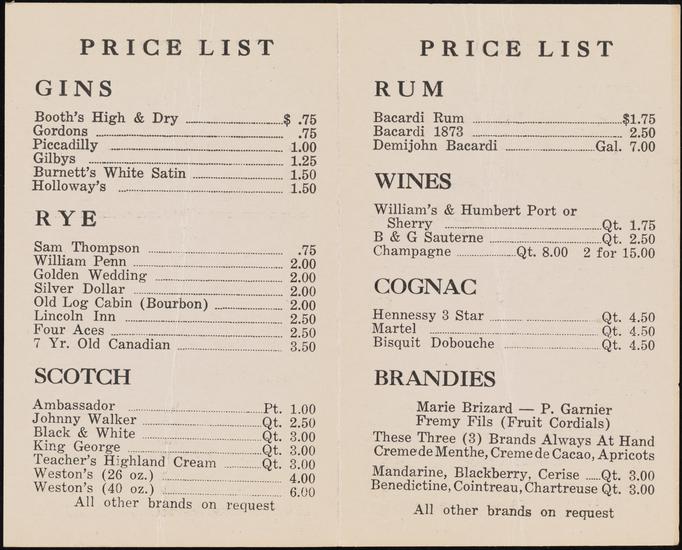 PRICE LIST
GINS
Booth's High & Dry $ .75
Gordons .75
Piccadilly 1.00
Gilbys 1.25
Burnett's White Satin 1.50
Holloway's 1.50
RYE
Sam Thompson .75
William Penn 2.00
Golden Wedding 2.00
Silver Dollar 2.00
Old Log Cabin (Bourbon) 2.00
Lincoln Inn 2.50
Four Aces 2.50
7 Yr. Old Canadian 3.50
SCOTCH
Ambassador Pt. 1.00
Johnny Walker Qt. 2.50
Black & White Qt. 3.00
King George Qt. 3.00
Teacher's Highland Cream Qt. 3.00
Weston's (26 oz.) 4.00
Weston's (40 oz.) 6.00
All other brands on request
PRICE LIST
RUM
Bacardi Rum $1.75
Bacardi 1873 2.50
Demijohn Bacardi Gal. 7.00
WINES
William's & Humbert Port or
Sherry Qt. 1.75
B & G Sauterne Qt. 2.50
Champagne Qt. 8.00 2 for 15.00
COGNAC
Hennessy 3 Star Qt. 4.50
Martel Qt. 4.50
Bisquit Dobouche Qt. 4.50
BRANDIES
Marie Brizard — P. Garnier
Fremy Fils (Fruit Cordials)
These Three (3) Brands Always At Hand
Creme de Menthe, Creme de Cacao, Apricots
Mandarine, Blackberry, Cerise Qt. 3.00
Benedictine, Cointreau, Chartreuse Qt. 3.00
All other brands on request